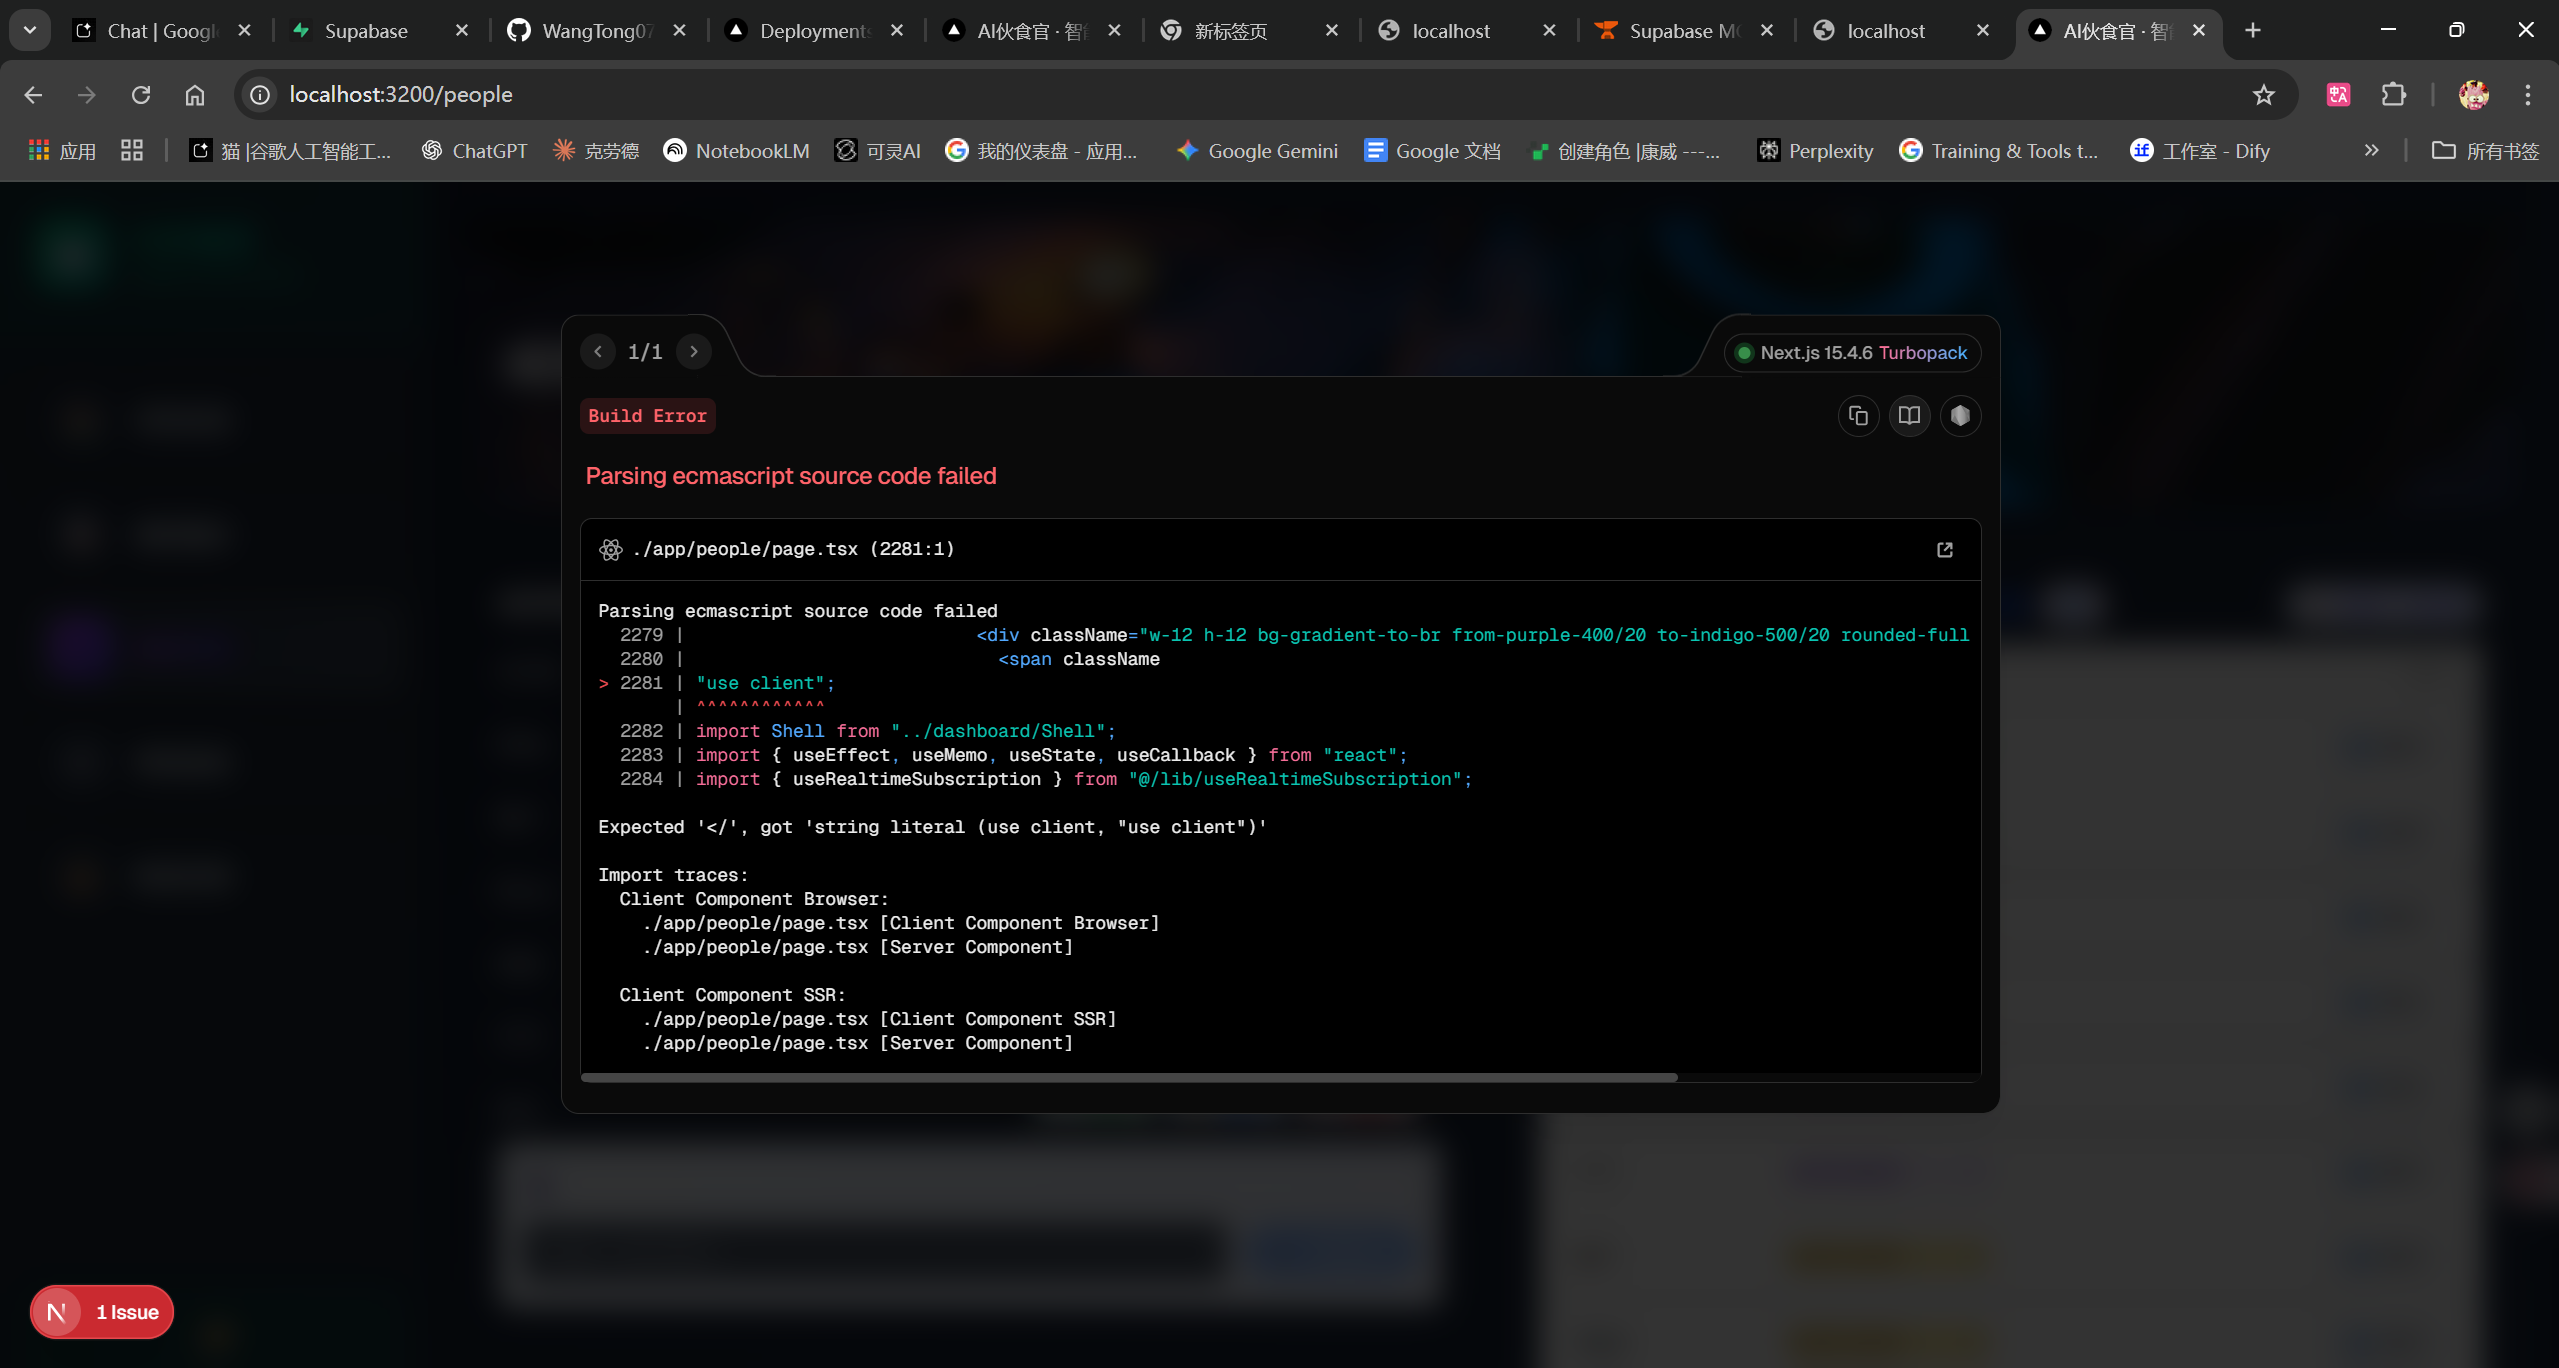 Chat | Googl
Supabase
WangTong07
Deployments
AI伙食官 · 智
新标签页
localhost
Supabase MC
localhost
AI伙食官 · 智
localhost:3200/people
应用
猫 |谷歌人工智能工...
ChatGPT
克劳德
NotebookLM
可灵AI
我的仪表盘 - 应用...
Google Gemini
Google 文档
创建角色 |康威 ---...
Perplexity
Training & Tools t...
工作室 - Dify
所有书签
1/1
Next.js 15.4.6 Turbopack
Build Error
Parsing ecmascript source code failed
./app/people/page.tsx (2281:1)
Parsing ecmascript source code failed
2279 | <div className="w-12 h-12 bg-gradient-to-br from-purple-400/20 to-indigo-500/20 rounded-full
2280 | <span className
> 2281 | "use client";
| ^^^^^^^^^^^^
2282 | import Shell from "../dashboard/Shell";
2283 | import { useEffect, useMemo, useState, useCallback } from "react";
2284 | import { useRealtimeSubscription } from "@/lib/useRealtimeSubscription";
Expected '</', got 'string literal (use client, "use client")'
Import traces:
Client Component Browser:
./app/people/page.tsx [Client Component Browser]
./app/people/page.tsx [Server Component]
Client Component SSR:
./app/people/page.tsx [Client Component SSR]
./app/people/page.tsx [Server Component]
N 1 Issue